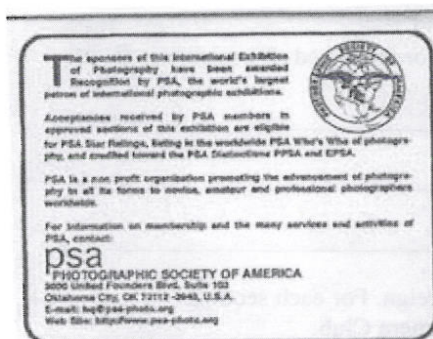 The sponsors of this International Exhibition
of Photography have been awarded
Recognition by PSA, the world's largest
patron of international photographic exhibitions.
PHOTOGRAPHIC SOCIETY OF AMERICA
Acceptances received by PSA members in
approved sections of this exhibition are eligible
for PSA Star Ratings, listing in the worldwide PSA Who's Who of photogra-
phy, and credited toward the PSA Distinctions PPSA and EPSA.
PSA is a non profit organization promoting the advancement of photogra-
phy in all its forms to novice, amateur and professional photographers
worldwide.
For information on membership and the many services and activities of
PSA, contact:
psa
PHOTOGRAPHIC SOCIETY OF AMERICA
3000 United Founders Blvd, Suite 103
Oklahoma City, OK 73112 -3940, U.S.A.
E-mail: hq@psa-photo.org
Web Site: http://www.psa-photo.org